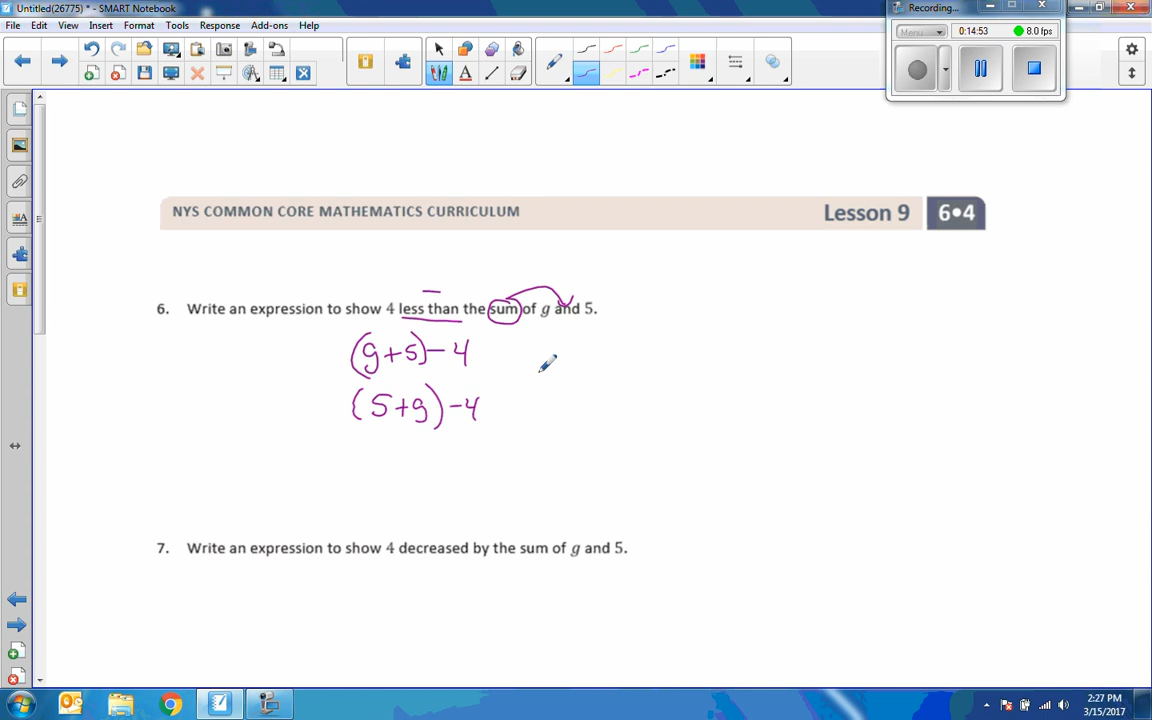 Untitled(26775) * - SMART Notebook
Recording...
File Edit View Insert Format Tools Response Add-ons Help
Menu 0:14:53 8.0 fps
NYS COMMON CORE MATHEMATICS CURRICULUM Lesson 9 6•4
6. Write an expression to show 4 less than the sum of g and 5.
(g+5)-4
(5+g)-4
7. Write an expression to show 4 decreased by the sum of g and 5.
2:27 PM
3/15/2017